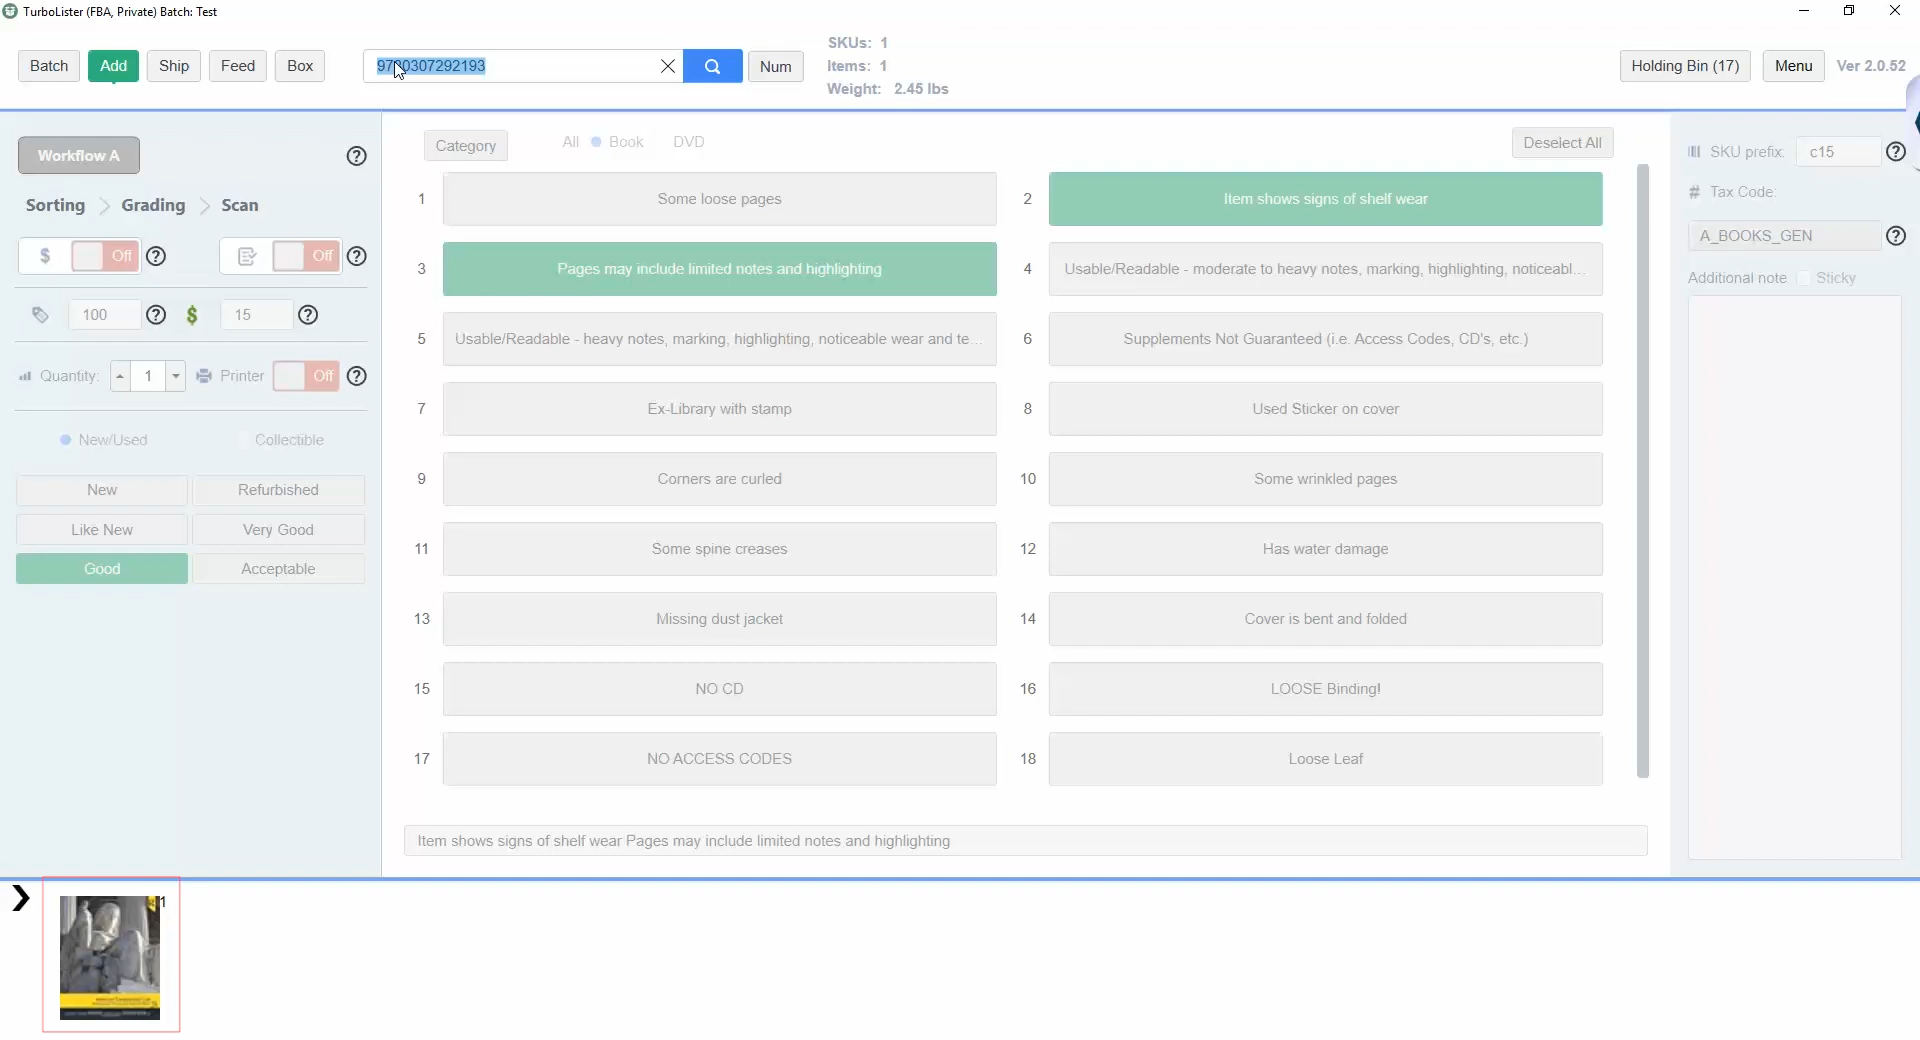 TurboLister (FBA, Private) Batch: Test
Batch
Add
Ship
Feed
Box
9780307292193
Num
SKUs: 1
Items: 1
Weight: 2.45 lbs
Holding Bin (17)
Menu
Ver 2.0.52
Workflow A
Sorting
Grading
Scan
$
Off
Off
100
$
15
Quantity:
1
Printer
Off
New/Used
Collectible
New
Refurbished
Like New
Very Good
Good
Acceptable
Category
All
Book
DVD
Deselect All
1
Some loose pages
2
Item shows signs of shelf wear
3
Pages may include limited notes and highlighting
4
Usable/Readable - moderate to heavy notes, marking, highlighting, noticeabl...
5
Usable/Readable - heavy notes, marking, highlighting, noticeable wear and te...
6
Supplements Not Guaranteed (i.e. Access Codes, CD's, etc.)
7
Ex-Library with stamp
8
Used Sticker on cover
9
Corners are curled
10
Some wrinkled pages
11
Some spine creases
12
Has water damage
13
Missing dust jacket
14
Cover is bent and folded
15
NO CD
16
LOOSE Binding!
17
NO ACCESS CODES
18
Loose Leaf
Item shows signs of shelf wear Pages may include limited notes and highlighting
SKU prefix:
c15
# Tax Code:
A_BOOKS_GEN
Additional note
Sticky
1